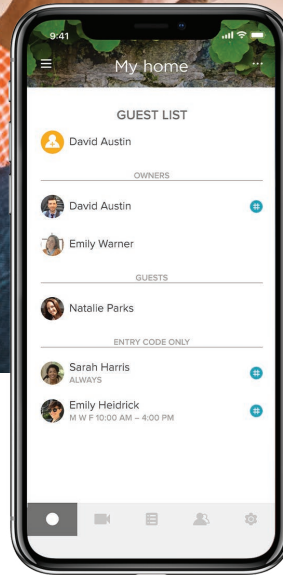 9:41
My home
GUEST LIST
David Austin
OWNERS
David Austin
#
Emily Warner
GUESTS
Natalie Parks
ENTRY CODE ONLY
Sarah Harris
#
ALWAYS
Emily Heidrick
#
M W F 10:00 AM – 4:00 PM